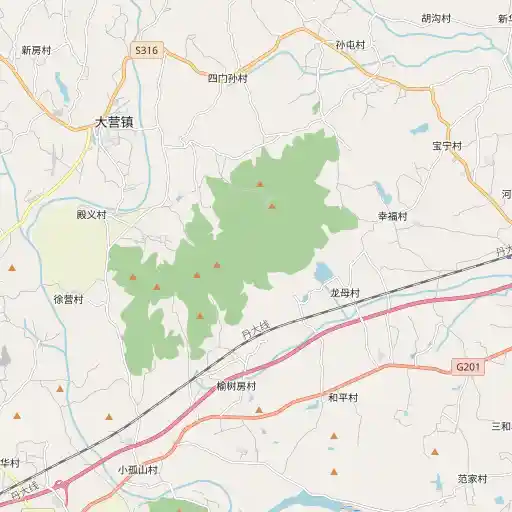 胡沟村
新华
新房村
S316
孙屯村
四门孙村
大营镇
宝宁村
河
殿义村
幸福村
丹大
徐营村
龙母村
丹大线
G201
榆树房村
和平村
三和
华村
小孤山村
范家村
丹大线